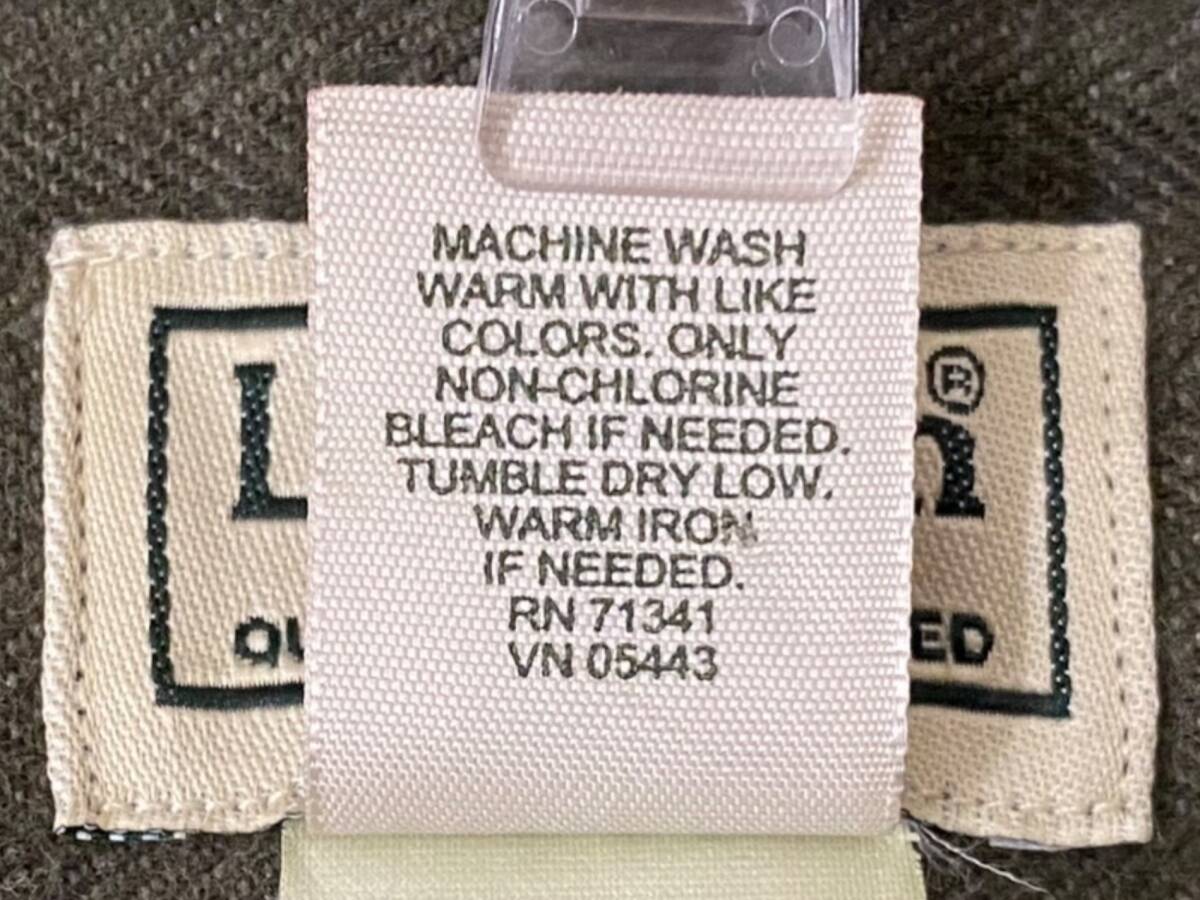 MACHINE WASH
WARM WITH LIKE
COLORS. ONLY
NON-CHLORINE
BLEACH IF NEEDED.
TUMBLE DRY LOW.
WARM IRON
IF NEEDED.
RN 71341
VN 05443